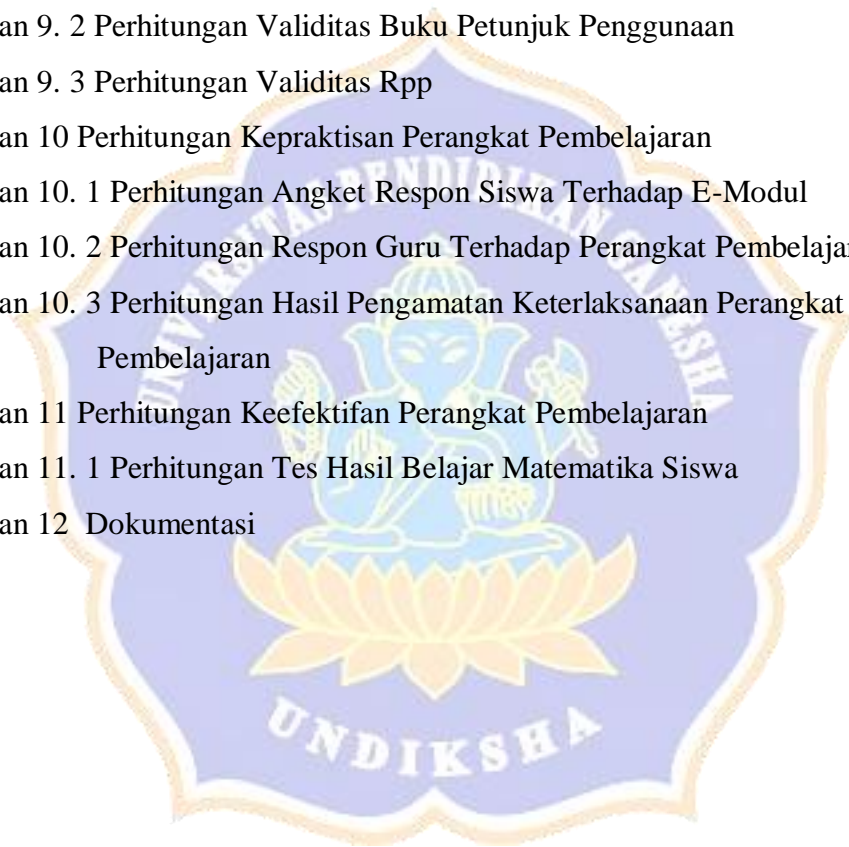 an 9. 2 Perhitungan Validitas Buku Petunjuk Penggunaan
an 9. 3 Perhitungan Validitas Rpp
an 10 Perhitungan Kepraktisan Perangkat Pembelajaran
an 10. 1 Perhitungan Angket Respon Siswa Terhadap E-Modul
an 10. 2 Perhitungan Respon Guru Terhadap Perangkat Pembelajar
an 10. 3 Perhitungan Hasil Pengamatan Keterlaksanaan Perangkat
Pembelajaran
an 11 Perhitungan Keefektifan Perangkat Pembelajaran
an 11. 1 Perhitungan Tes Hasil Belajar Matematika Siswa
an 12 Dokumentasi
UNIVERSITAS PENDIDIKAN GANESHA
UNDIKSHA